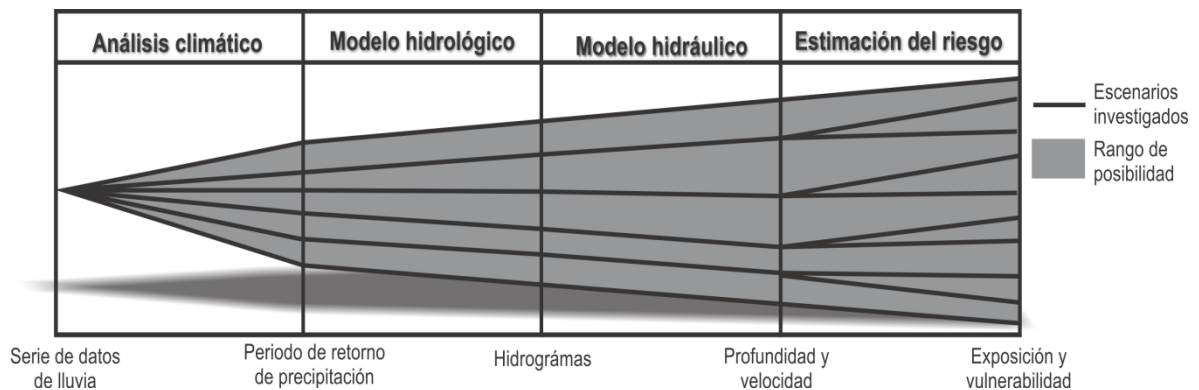 Análisis climático
Modelo hidrológico
Modelo hidráulico
Estimación del riesgo
Escenarios
investigados
Rango de
posibilidad
Serie de datos
de lluvia
Periodo de retorno
de precipitación
Hidrográmas
Profundidad y
velocidad
Exposición y
vulnerabilidad